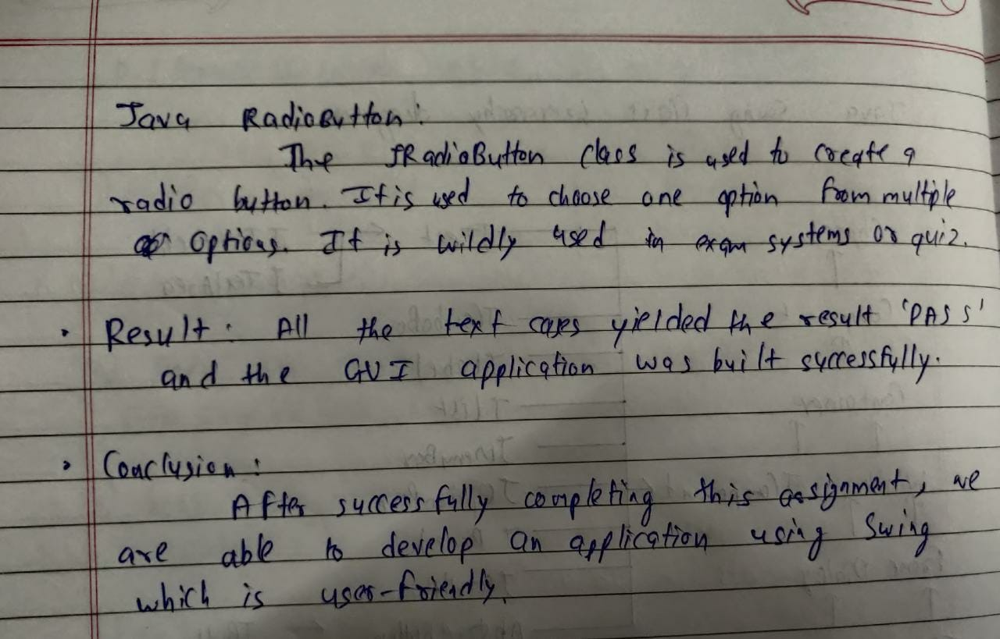 Java RadioButton:
The JRadioButton class is used to create a
radio button. It is used to choose one option from multiple
options. It is wildly used in exam systems or quiz.
• Result: All the text cases yielded the result 'PASS'
and the GUI application was built successfully.
• Conclusion:
After successfully completing this assignment, we
are able to develop an application using Swing
which is user-friendly.